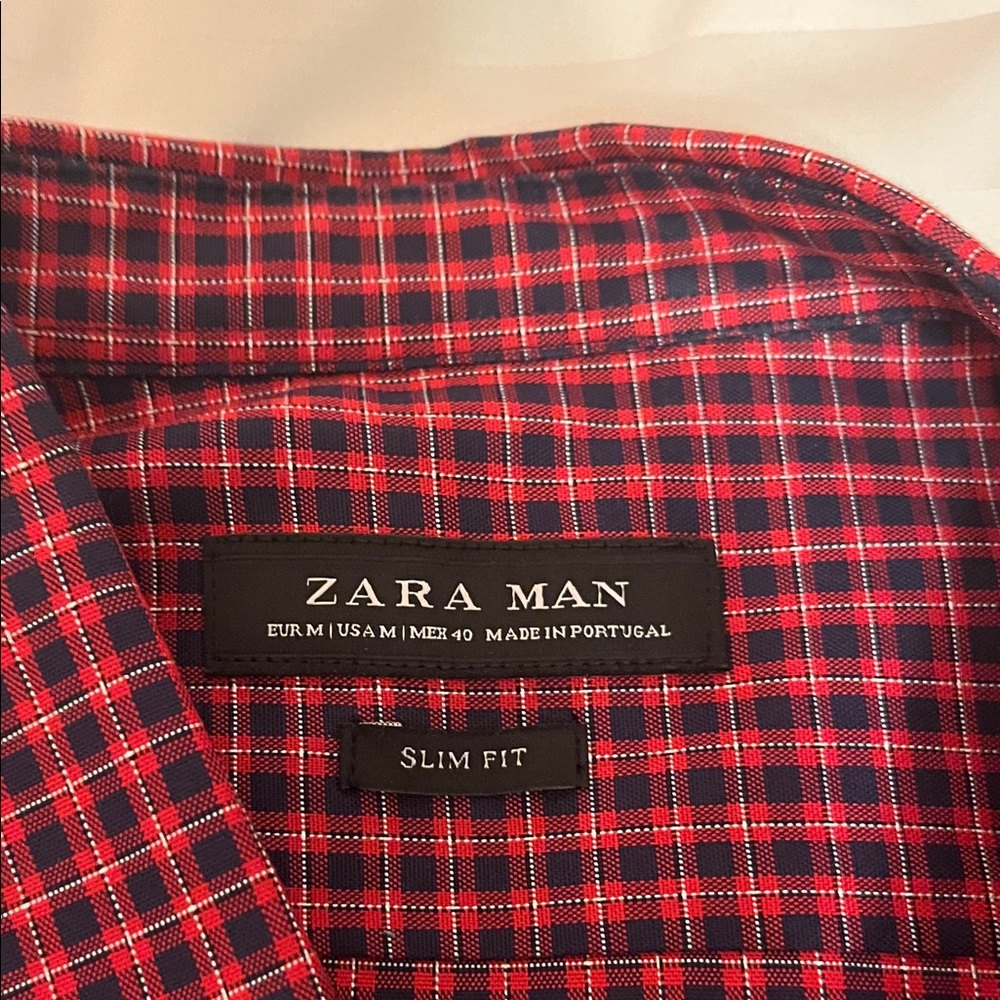 ZARA MAN
EUR M | USA M | MEX 40 MADE IN PORTUGAL
SLIM FIT